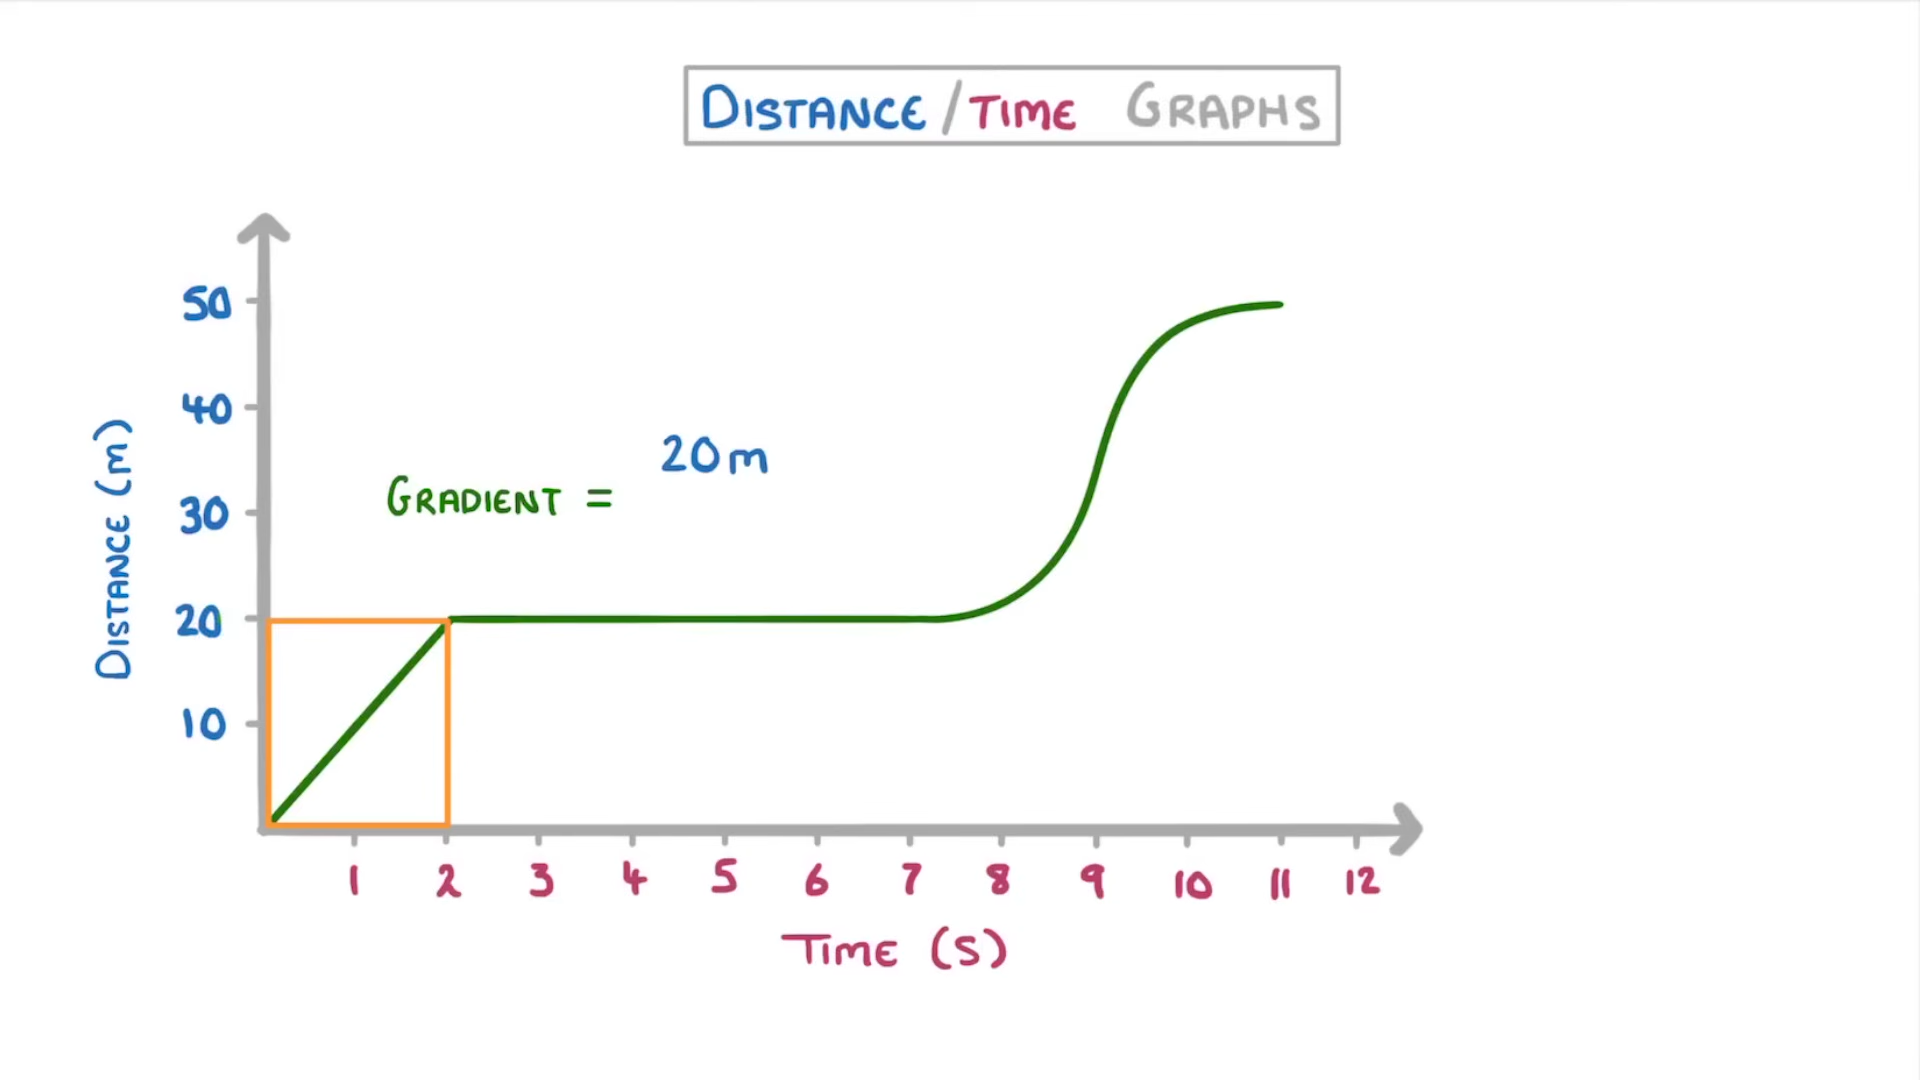 DISTANCE / TIME GRAPHS
50
40
20m
GRADIENT =
30
20
10
DISTANCE (m)
1 2 3 4 5 6 7 8 9 10 11 12
TIME (S)